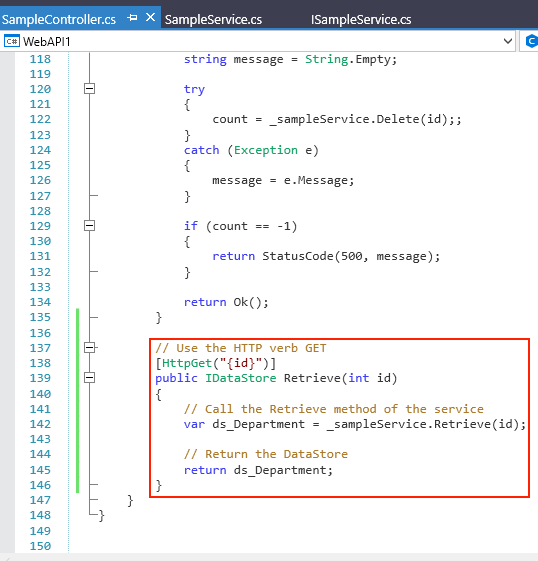 SampleController.cs SampleService.cs ISampleService.cs
C# WebAPI1
118 string message = String.Empty;
119
120 try
121 {
122 count = _sampleService.Delete(id);;
123 }
124 catch (Exception e)
125 {
126 message = e.Message;
127 }
128
129 if (count == -1)
130 {
131 return StatusCode(500, message);
132 }
133
134 return Ok();
135 }
136
137 // Use the HTTP verb GET
138 [HttpGet("{id}")]
139 public IDataStore Retrieve(int id)
140 {
141 // Call the Retrieve method of the service
142 var ds_Department = _sampleService.Retrieve(id);
143
144 // Return the DataStore
145 return ds_Department;
146 }
147 }
148 }
149
150